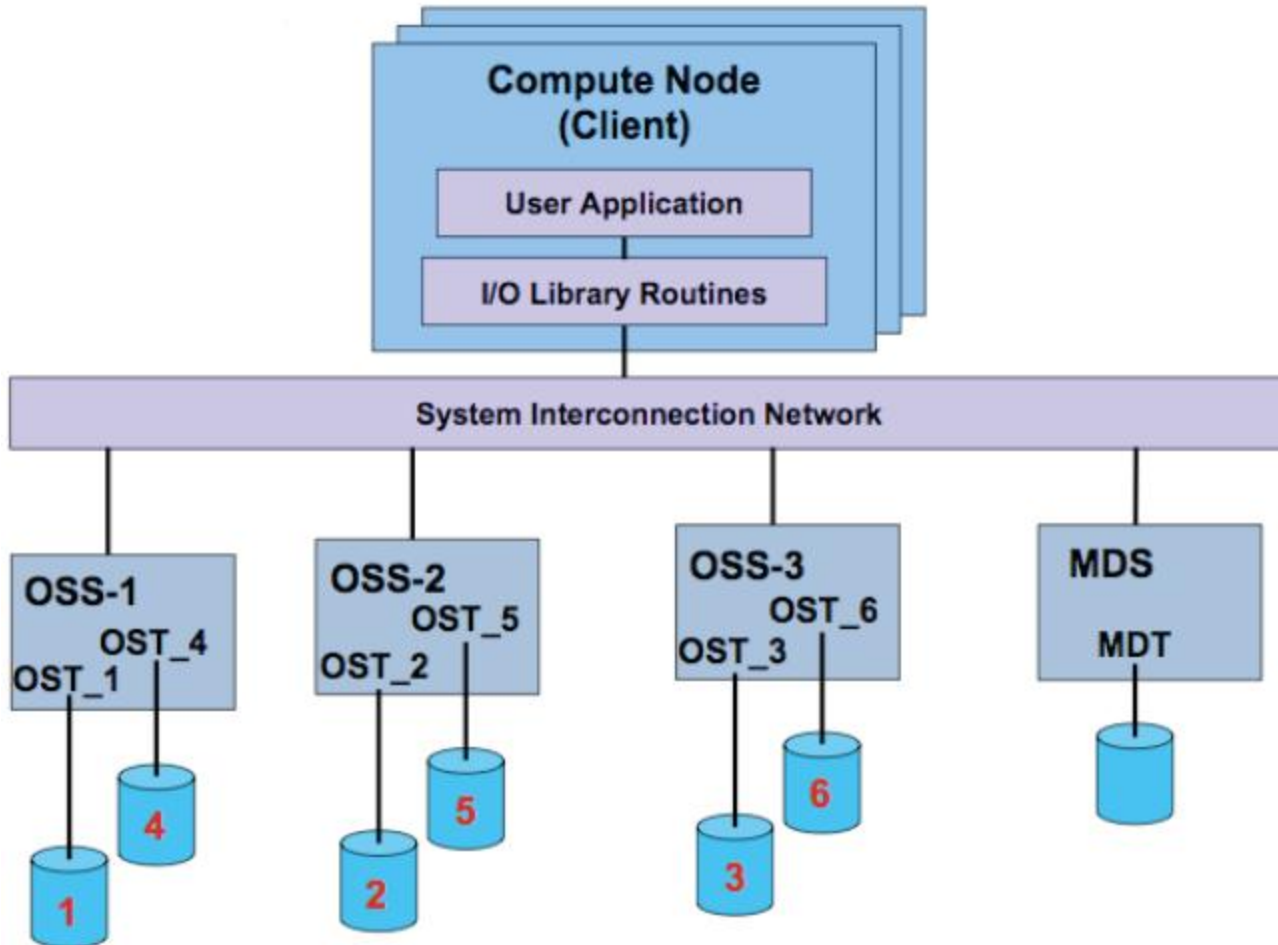 Compute Node
(Client)
User Application
I/O Library Routines
System Interconnection Network
OSS-1
OST_4
OST_1
OSS-2
OST_5
OST_2
OSS-3
OST_6
OST_3
MDS
MDT
1
4
2
5
3
6